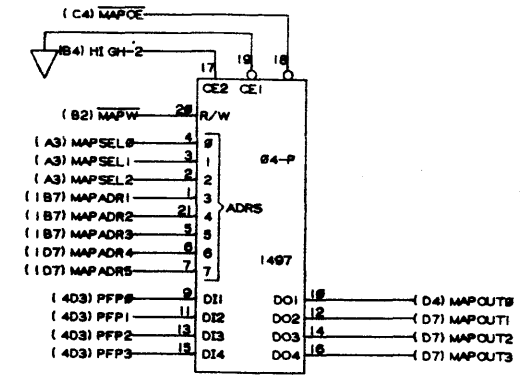 (C4) MAPOE
(B4) HIGH-2
17 19 18
CE2 CE1
(B2) MAPW 20 R/W
(A3) MAPSEL0 4 0
04-P
(A3) MAPSEL1 3 1
(A3) MAPSEL2 2 2
(1B7) MAPADR1 1 3
ADRS
(1B7) MAPADR2 21 4
(1B7) MAPADR3 5 5
(1D7) MAPADR4 6 6
1497
(1D7) MAPADR5 7 7
(4D3) PFP0 9 DI1 DO1 10 (D4) MAPOUT0
(4D3) PFP1 11 DI2 DO2 12 (D7) MAPOUT1
(4D3) PFP2 13 DI3 DO3 14 (D7) MAPOUT2
(4D3) PFP3 15 DI4 DO4 16 (D7) MAPOUT3